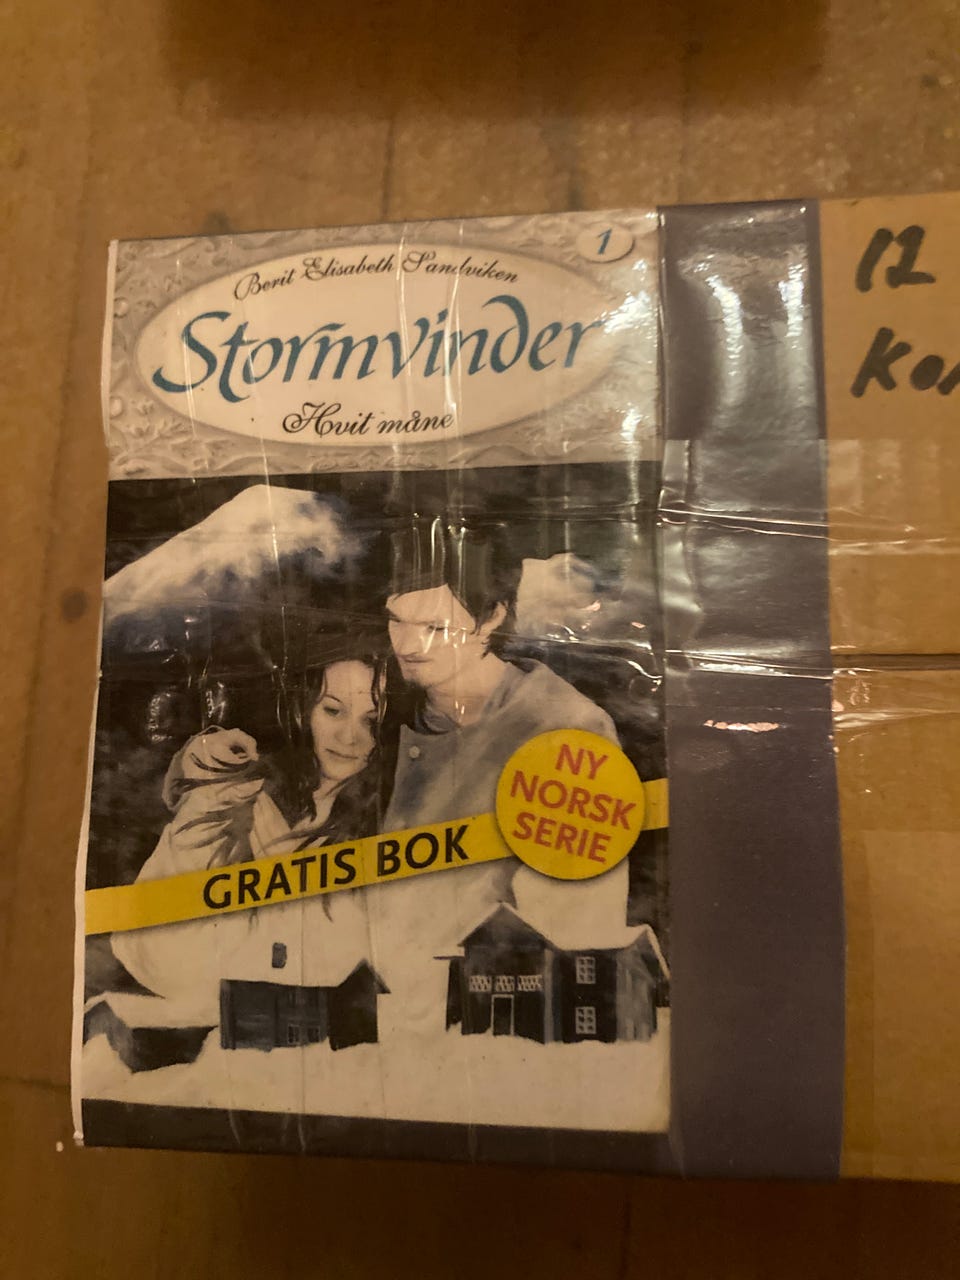 1
Berit Elisabeth Sandviken
Stormvinder
Hvit måne
12
NY
NORSK
SERIE
GRATIS BOK